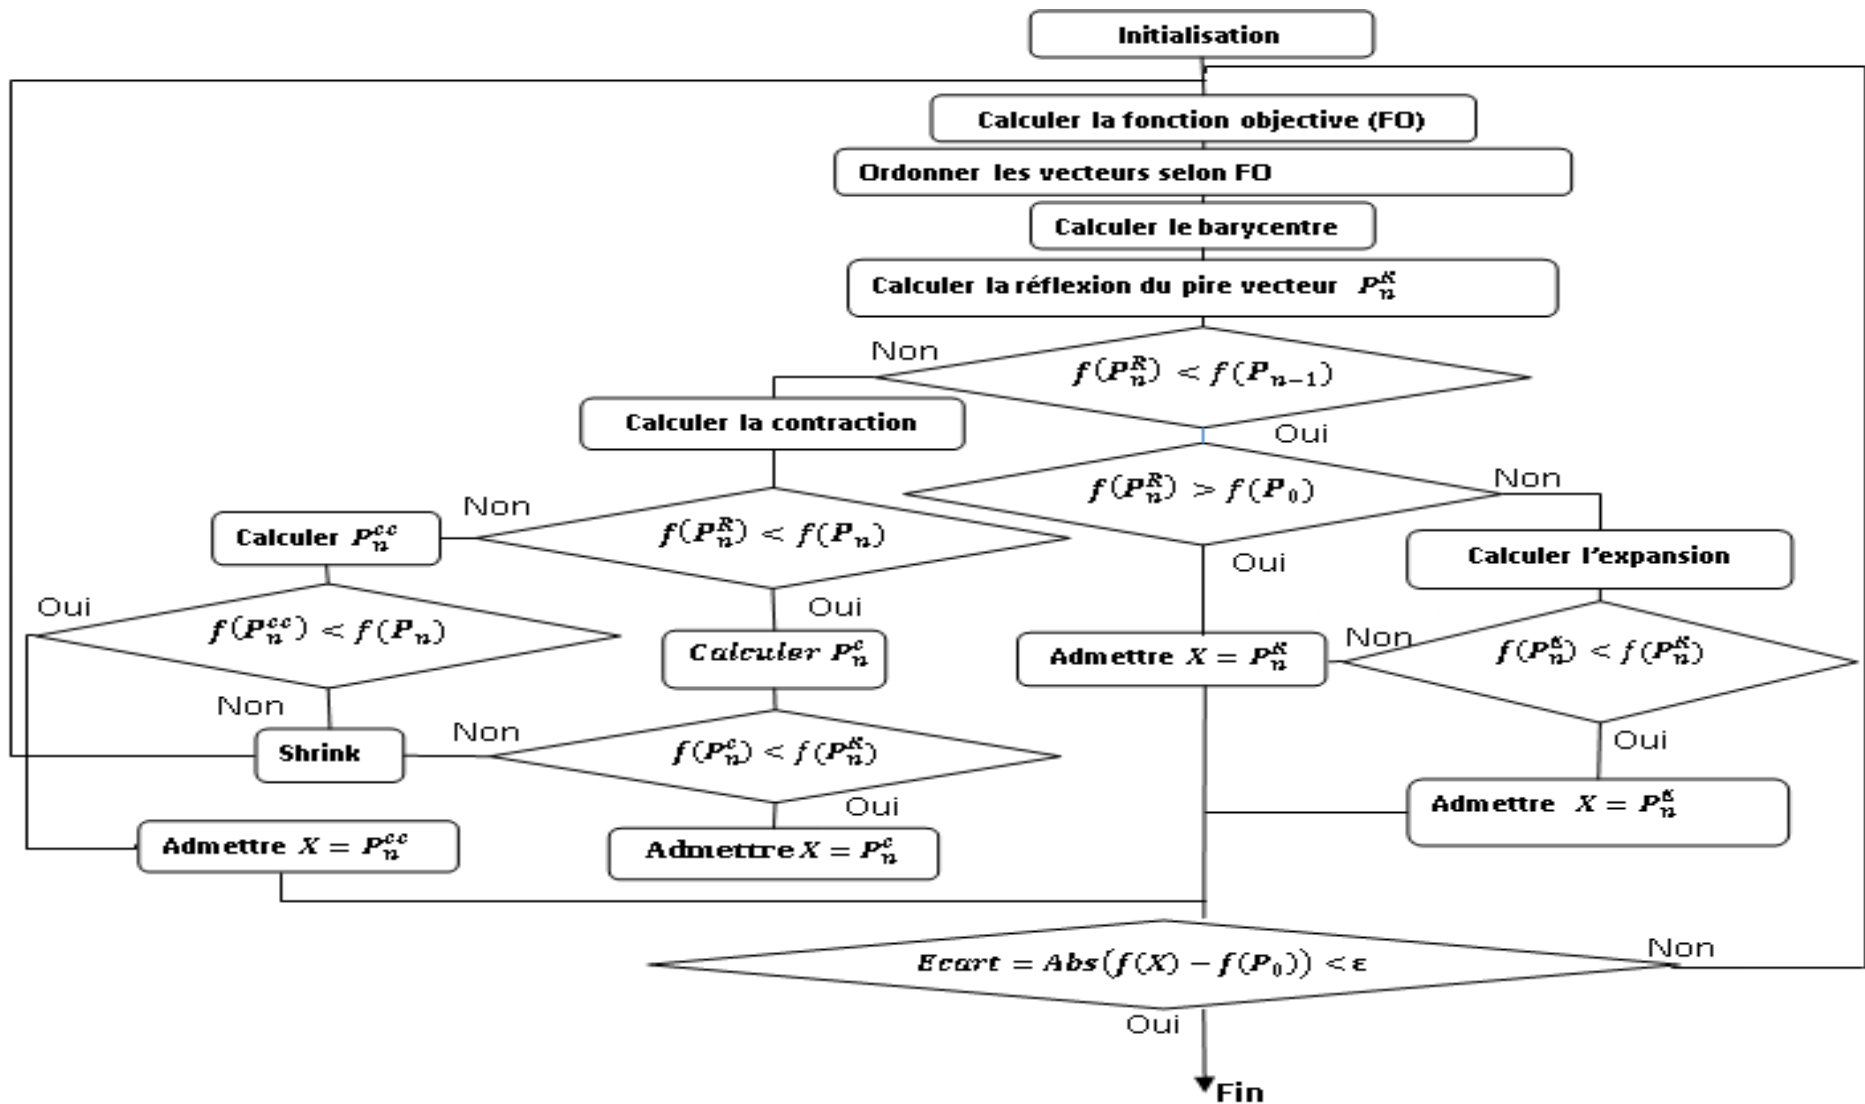 Initialisation
Calculer la fonction objective (FO)
Ordonner les vecteurs selon FO
Calculer le barycentre
Calculer la réflexion du pire vecteur $P_n^R$
Non
$f(P_n^R) < f(P_{n-1})$
Calculer la contraction
Oui
Non
$f(P_n^R) > f(P_0)$
Non
Calculer $P_n^{cc}$
$f(P_n^R) < f(P_n)$
Oui
Calculer l'expansion
Oui
Oui
$f(P_n^{cc}) < f(P_n)$
Calculer $P_n^c$
Admettre $X = P_n^R$
Non
$f(P_n^E) < f(P_n^R)$
Non
Shrink
Non
$f(P_n^c) < f(P_n^R)$
Oui
Oui
Admettre $X = P_n^E$
Admettre $X = P_n^{cc}$
Admettre $X = P_n^c$
$Ecart = Abs(f(X) - f(P_0)) < ε$
Non
Oui
Fin